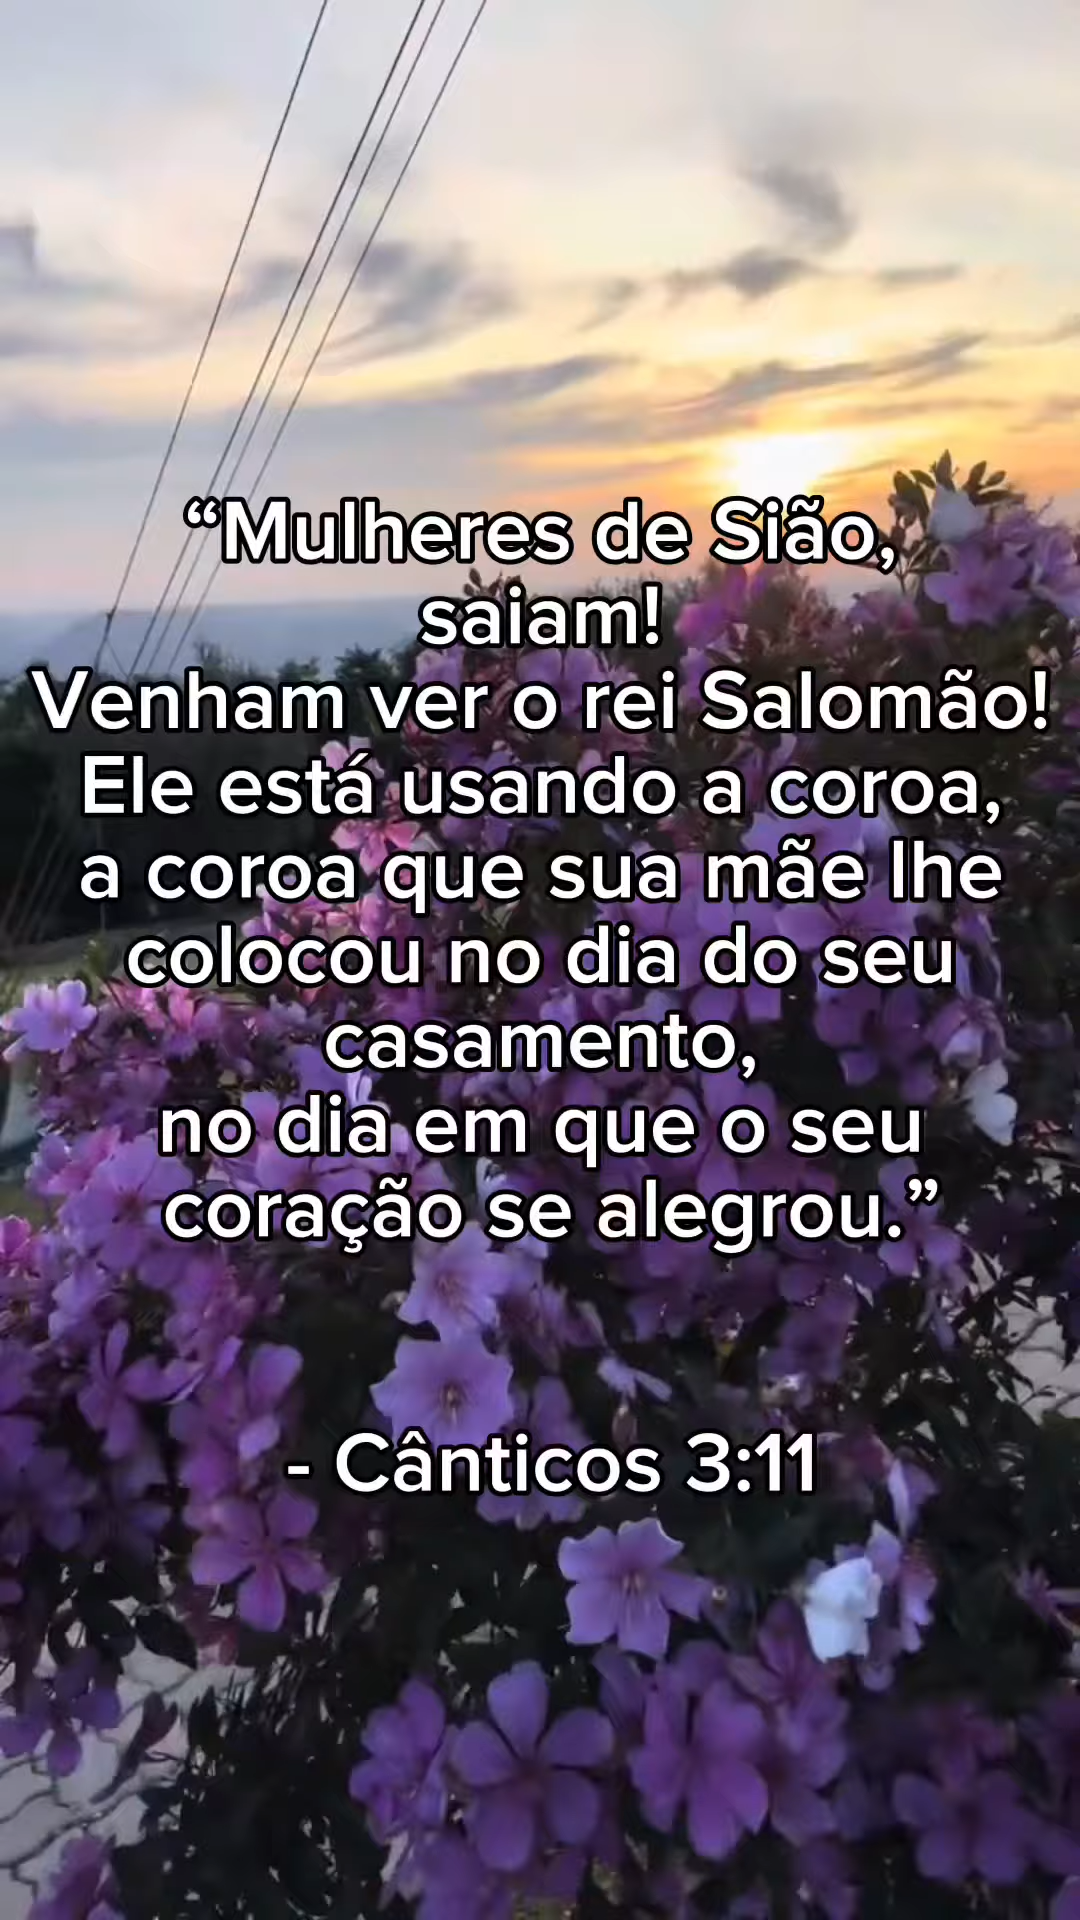 “Mulheres de Sião,
saiam!
Venham ver o rei Salomão!
Ele está usando a coroa,
a coroa que sua mãe lhe
colocou no dia do seu
casamento,
no dia em que o seu
coração se alegrou.”
- Cânticos 3:11